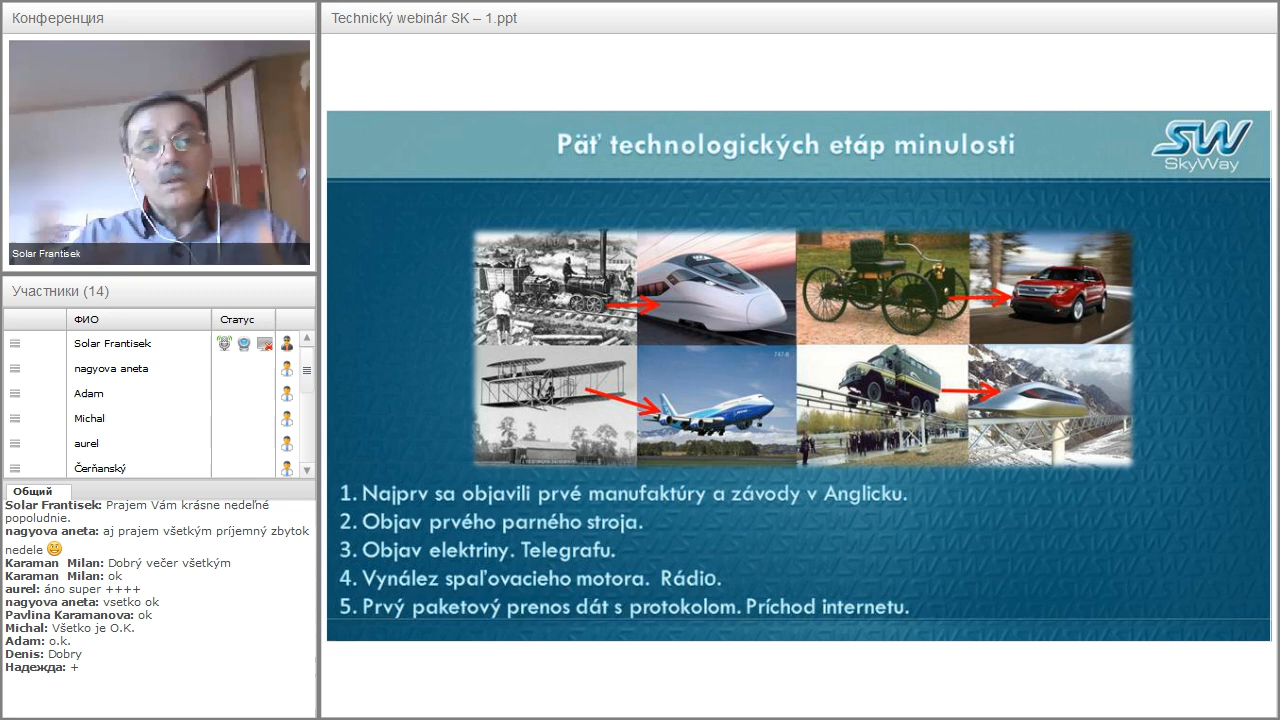 Конференция
Solar Frantisek
Участники (14)
ФИО Статус
Solar Frantisek
nagyova aneta
Adam
Michal
aurel
Čerňanský
Общий
Solar Frantisek: Prajem Vám krásne nedeľné
popoludnie.
nagyova aneta: aj prajem všetkým príjemný zbytok
nedele
Karaman Milan: Dobrý večer všetkým
Karaman Milan: ok
aurel: áno super ++++
nagyova aneta: vsetko ok
Pavlina Karamanova: ok
Michal: Všetko je O.K.
Adam: o.k.
Denis: Dobry
Надежда: +
Technický webinár SK – 1.ppt
Päť technologických etáp minulosti
SW
SkyWay
1. Najprv sa objavili prvé manufaktúry a závody v Anglicku.
2. Objav prvého parného stroja.
3. Objav elektriny. Telegrafu.
4. Vynález spaľovacieho motora. Rádio.
5. Prvý paketový prenos dát s protokolom. Príchod internetu.